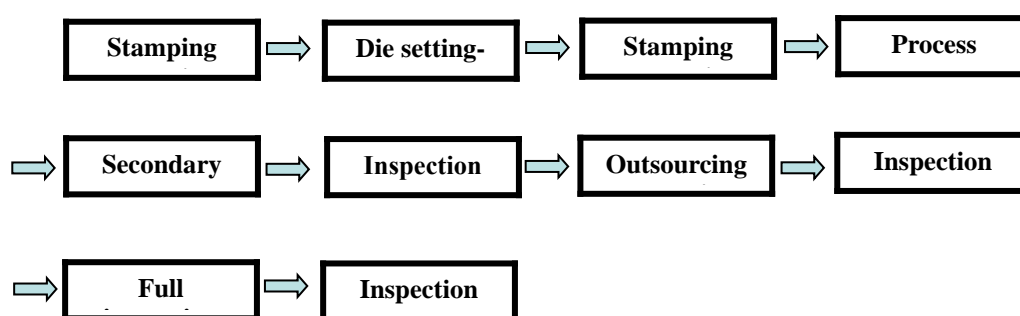 Stamping
Die setting-
Stamping
Process
Secondary
Inspection
Outsourcing
Inspection
Full
Inspection